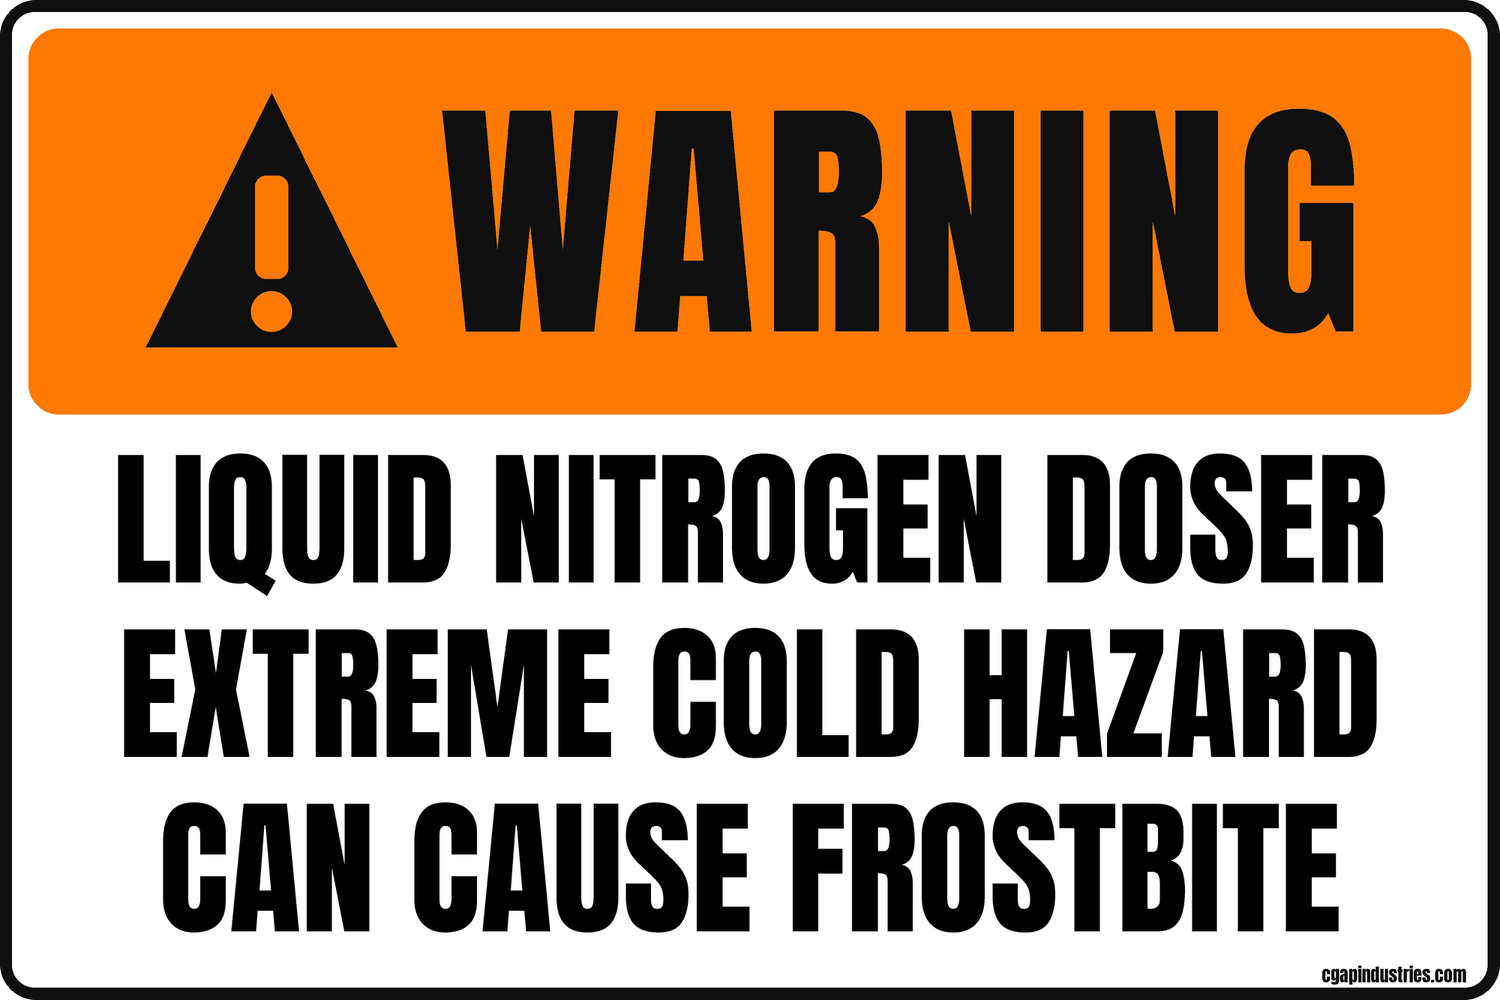 WARNING
LIQUID NITROGEN DOSER
EXTREME COLD HAZARD
CAN CAUSE FROSTBITE
cgapindustries.com